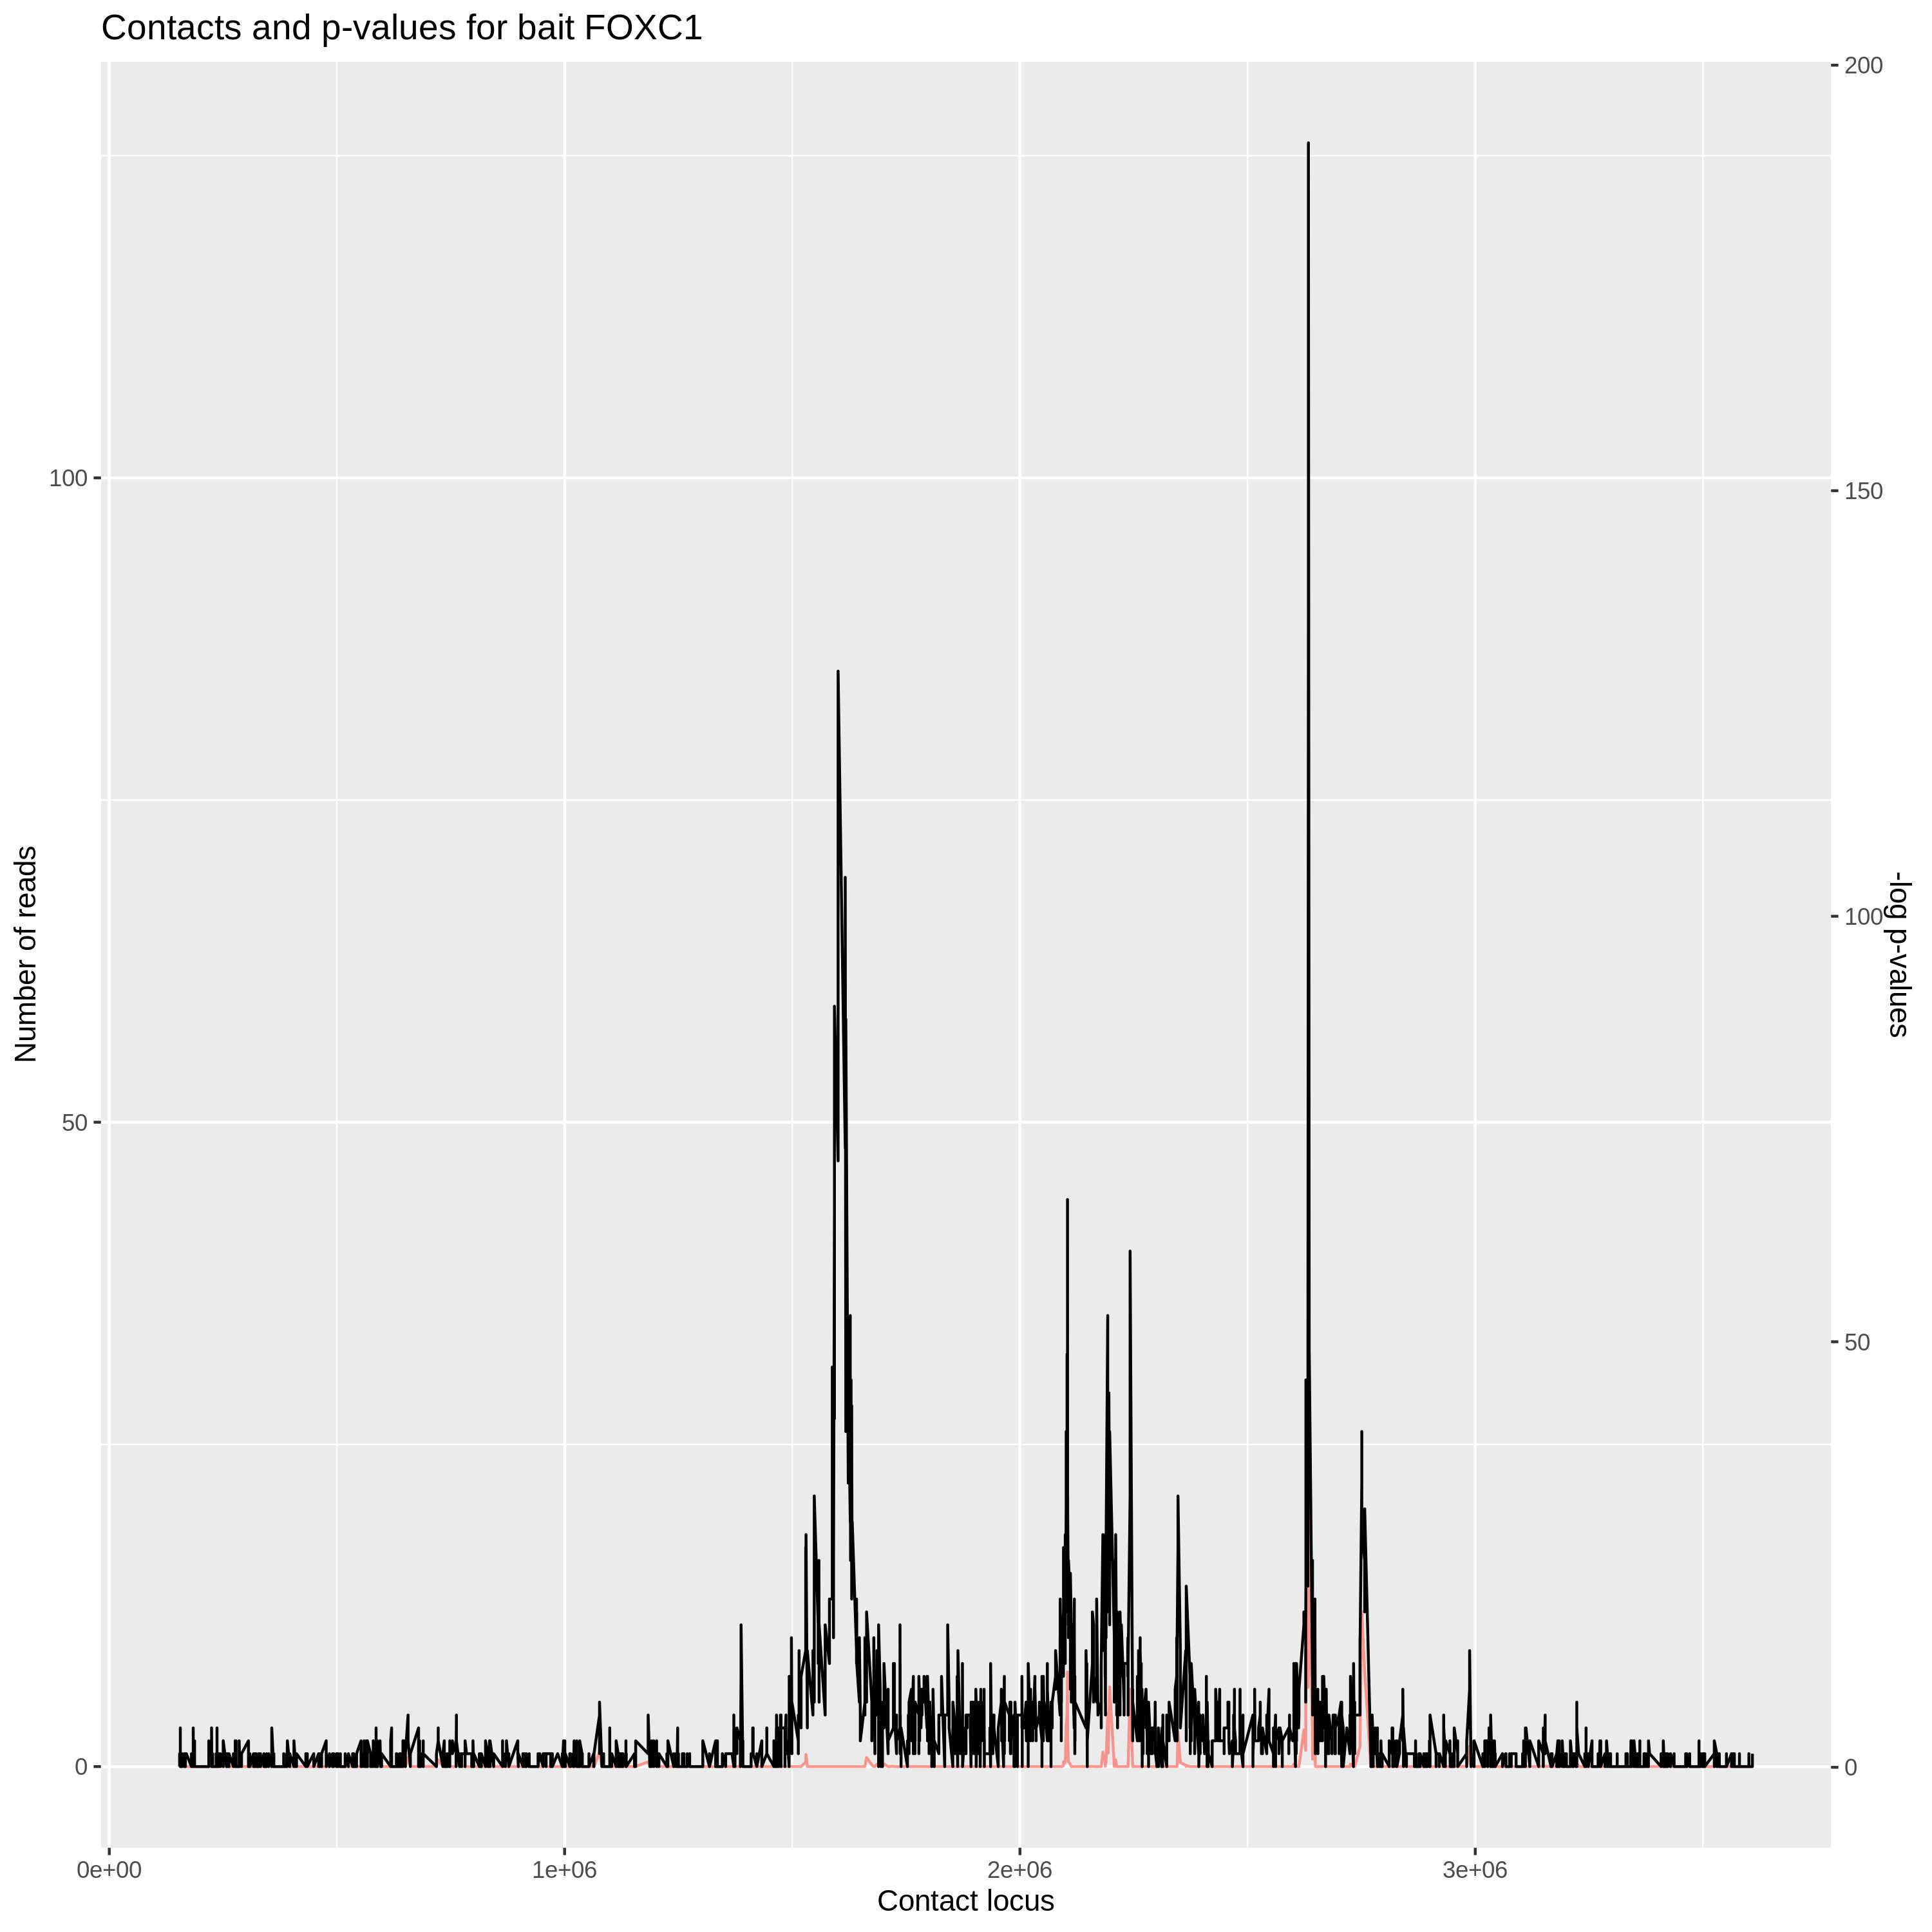 Contacts and p-values for bait FOXC1
200
100
150
Number of reads
-log p-values
100
50
50
0
0
0e+00
1e+06
2e+06
3e+06
Contact locus